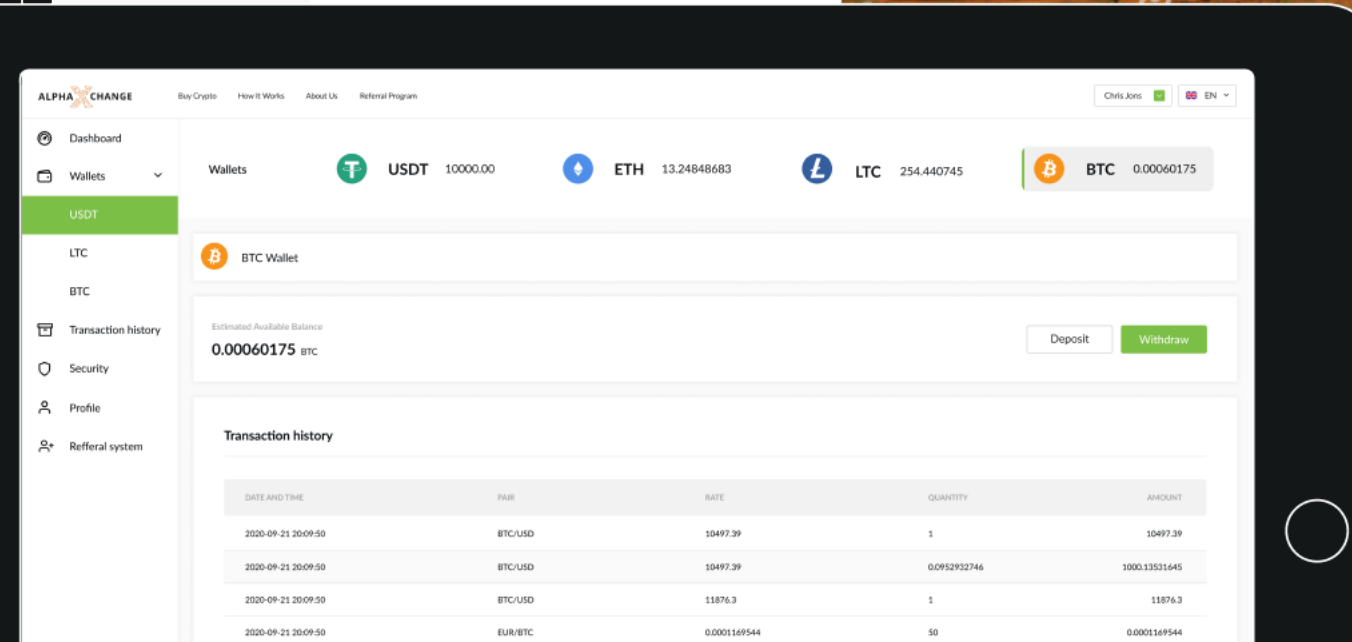 ALPHA XCHANGE Buy Crypto How It Works About Us Referral Program Chris Jons EN
Dashboard
Wallets
USDT
LTC
BTC
Transaction history
Security
Profile
Refferal system
Wallets USDT 10000.00 ETH 13.24848683 LTC 254.440745 BTC 0.00060175
BTC Wallet
Estimated Available Balance
0.00060175 BTC
Deposit Withdraw
Transaction history
DATE AND TIME PAIR RATE QUANTITY AMOUNT
2020-09-21 20:09:50 BTC/USD 10497.39 1 10497.39
2020-09-21 20:09:50 BTC/USD 10497.39 0.0952932746 1000.13531645
2020-09-21 20:09:50 BTC/USD 11876.3 1 11876.3
2020-09-21 20:09:50 EUR/BTC 0.0001169544 50 0.0001169544